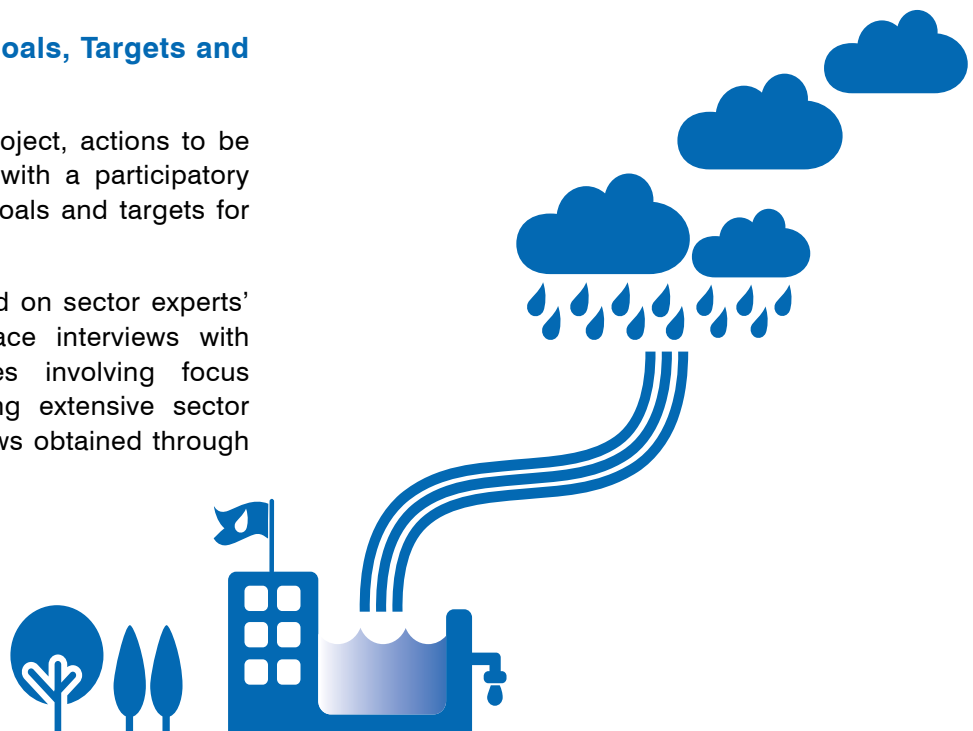 oals, Targets and
oject, actions to be
with a participatory
oals and targets for
d on sector experts’
ace interviews with
es involving focus
ng extensive sector
ws obtained through